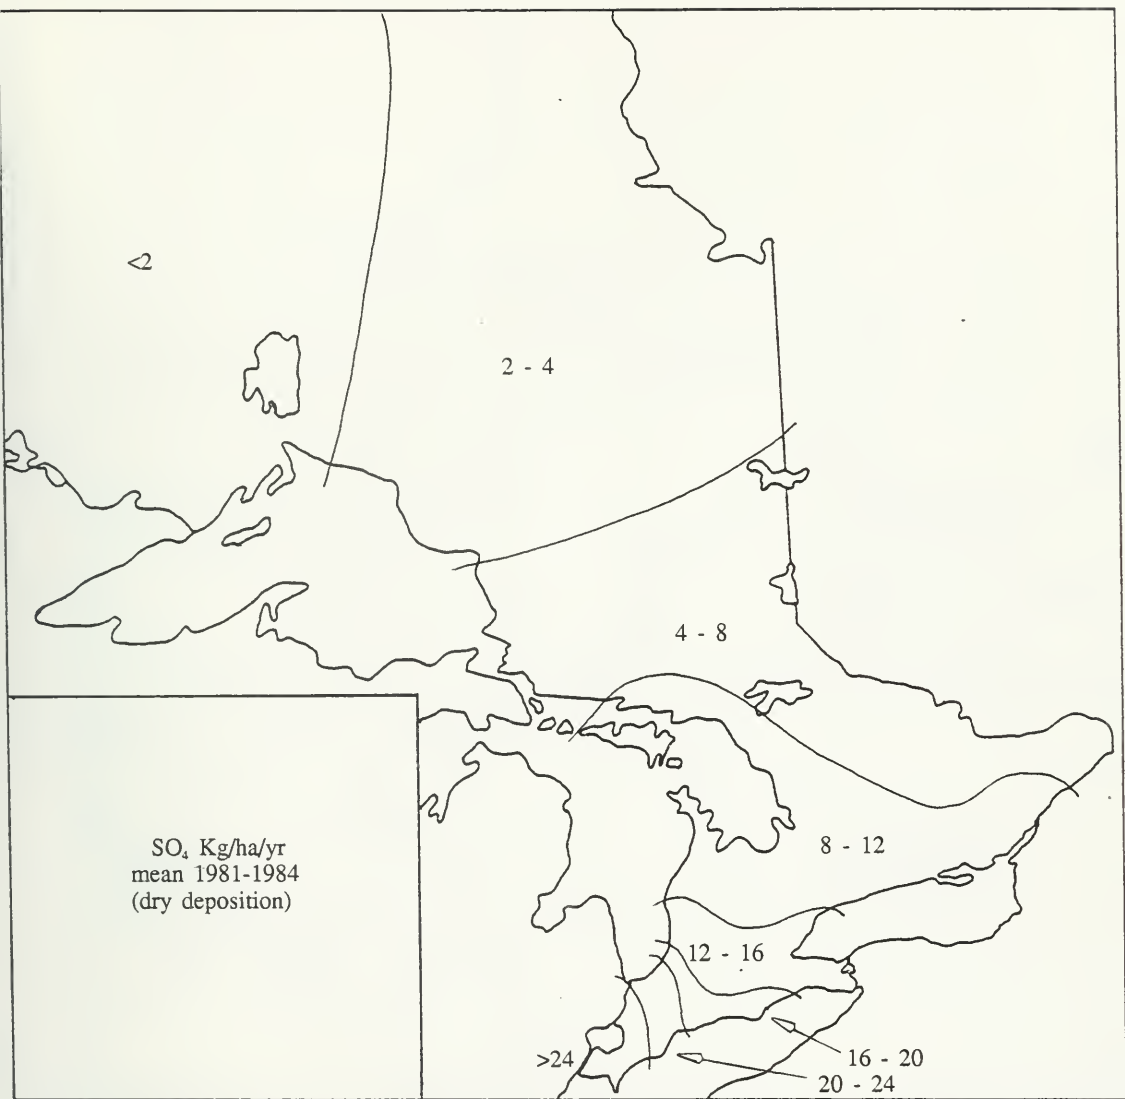 <2
2 - 4
4 - 8
8 - 12
12 - 16
>24
16 - 20
20 - 24
SO₄ Kg/ha/yr
mean 1981-1984
(dry deposition)